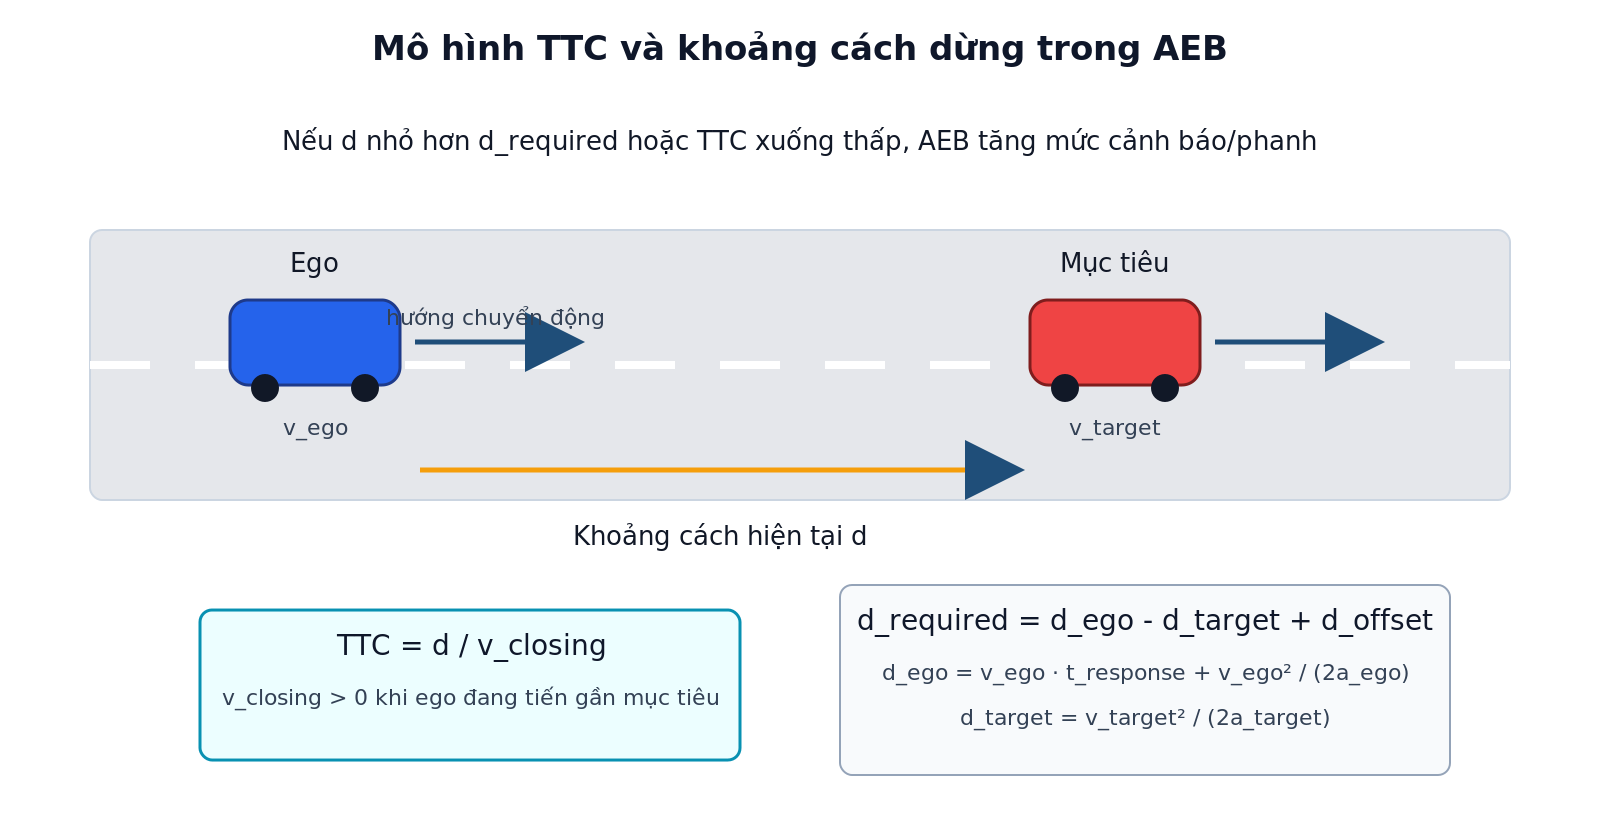 Mô hình TTC và khoảng cách dừng trong AEB
Nếu d nhỏ hơn d_required hoặc TTC xuống thấp, AEB tăng mức cảnh báo/phanh
Ego
Mục tiêu
hướng chuyển động
v_ego
v_target
Khoảng cách hiện tại d
TTC = d / v_closing
v_closing > 0 khi ego đang tiến gần mục tiêu
d_required = d_ego - d_target + d_offset
d_ego = v_ego · t_response + v_ego² / (2a_ego)
d_target = v_target² / (2a_target)